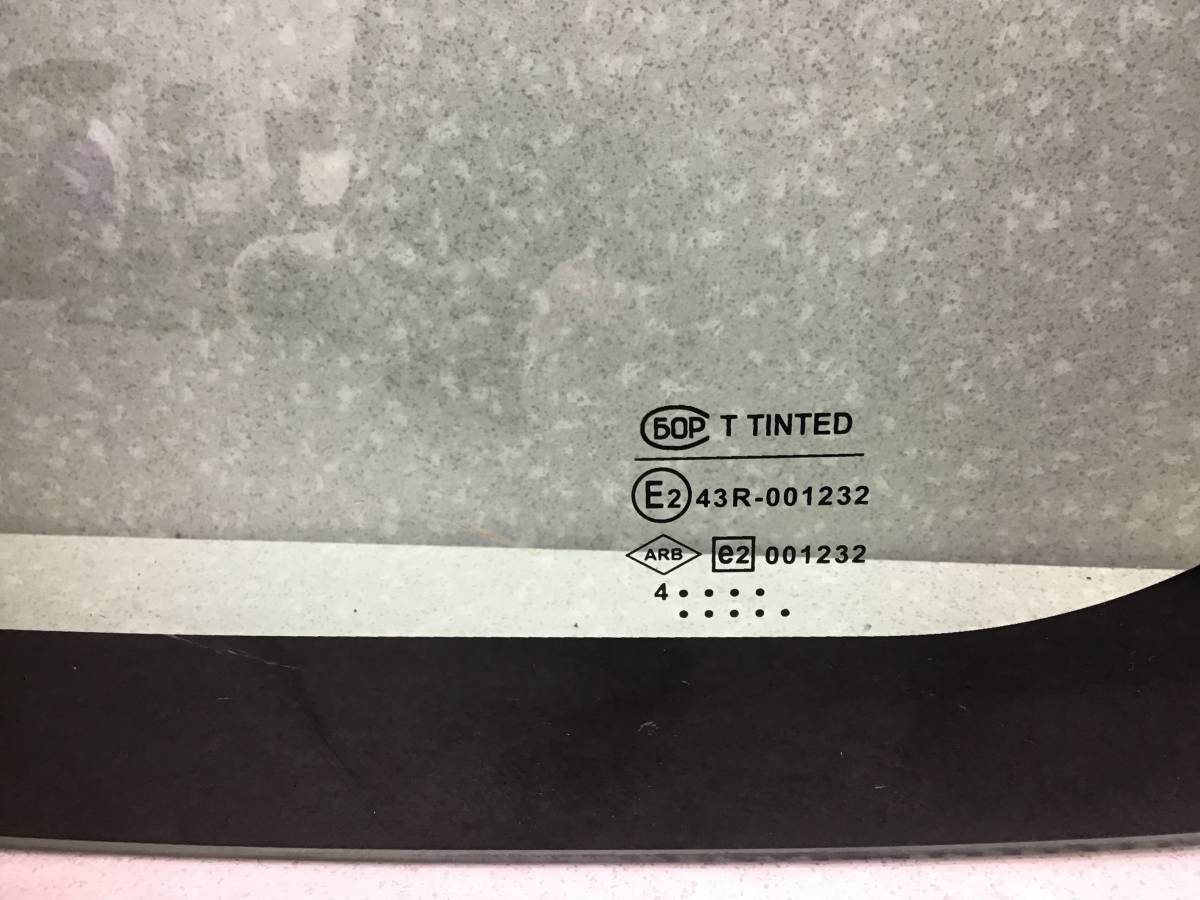 БОР T TINTED
E2 43R-001232
ARB e2 001232
4 • • • •
• • • • •